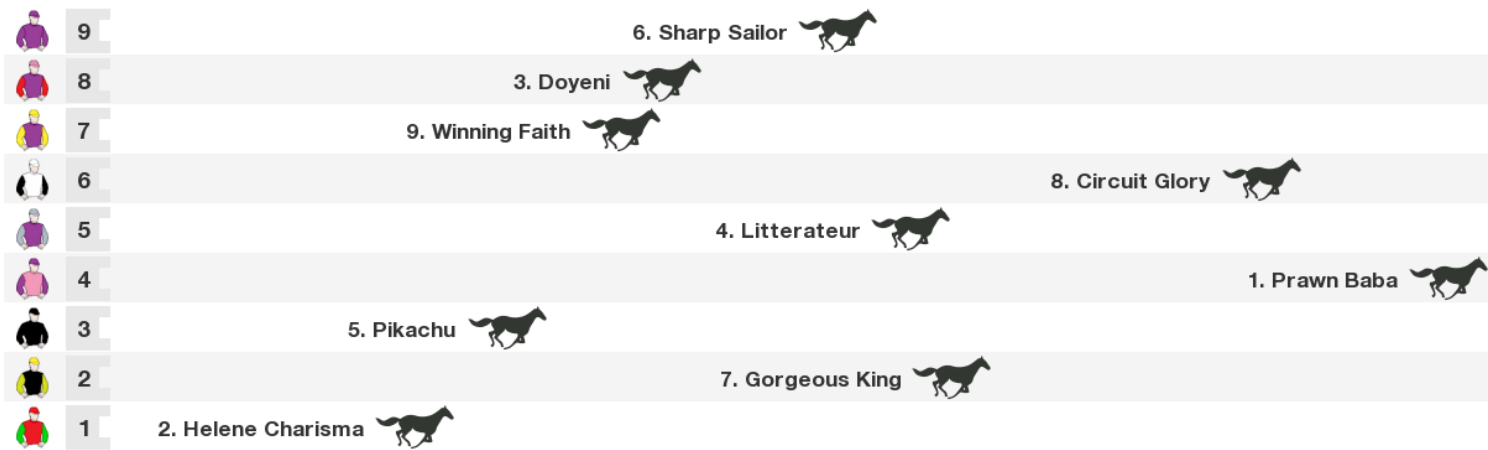 9 6. Sharp Sailor
8 3. Doyeni
7 9. Winning Faith
6 8. Circuit Glory
5 4. Litterateur
4 1. Prawn Baba
3 5. Pikachu
2 7. Gorgeous King
1 2. Helene Charisma